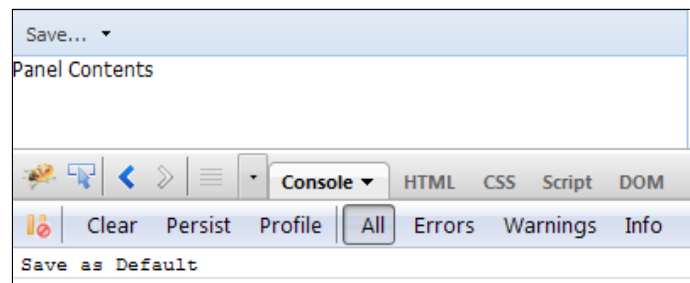 Save...
Panel Contents
Console HTML CSS Script DOM
Clear Persist Profile All Errors Warnings Info
Save as Default